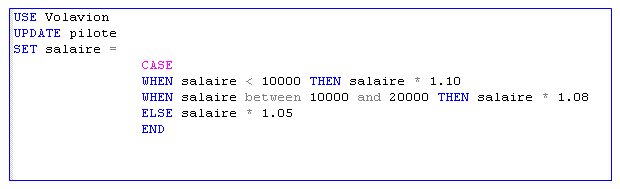 USE Volavion
UPDATE pilote
SET salaire =
CASE
WHEN salaire < 10000 THEN salaire * 1.10
WHEN salaire between 10000 and 20000 THEN salaire * 1.08
ELSE salaire * 1.05
END